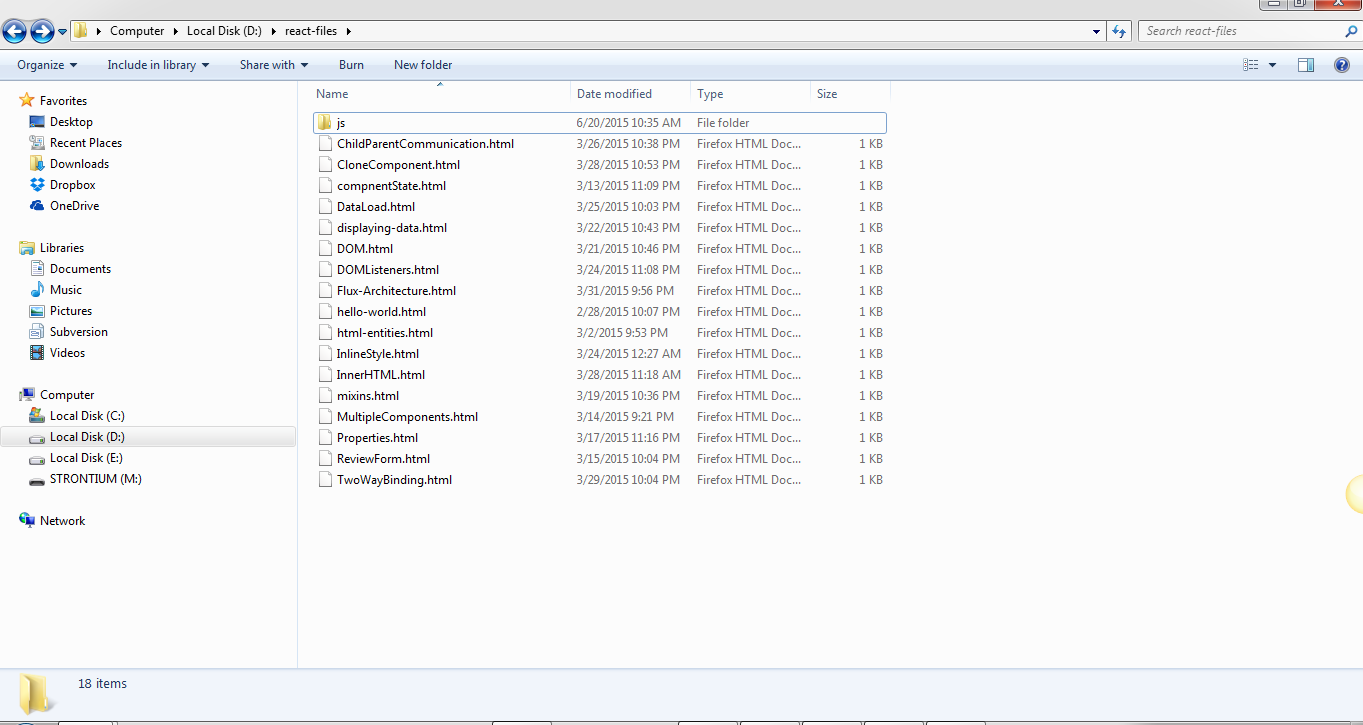 Computer Local Disk (D:) react-files Search react-files
Organize Include in library Share with Burn New folder
Favorites
Desktop
Recent Places
Downloads
Dropbox
OneDrive
Libraries
Documents
Music
Pictures
Subversion
Videos
Computer
Local Disk (C:)
Local Disk (D:)
Local Disk (E:)
STRONTIUM (M:)
Network
Name Date modified Type Size
js 6/20/2015 10:35 AM File folder
ChildParentCommunication.html 3/26/2015 10:38 PM Firefox HTML Doc... 1 KB
CloneComponent.html 3/28/2015 10:53 PM Firefox HTML Doc... 1 KB
compnentState.html 3/13/2015 11:09 PM Firefox HTML Doc... 1 KB
DataLoad.html 3/25/2015 10:03 PM Firefox HTML Doc... 1 KB
displaying-data.html 3/22/2015 10:43 PM Firefox HTML Doc... 1 KB
DOM.html 3/21/2015 10:46 PM Firefox HTML Doc... 1 KB
DOMListeners.html 3/24/2015 11:08 PM Firefox HTML Doc... 1 KB
Flux-Architecture.html 3/31/2015 9:56 PM Firefox HTML Doc... 1 KB
hello-world.html 2/28/2015 10:07 PM Firefox HTML Doc... 1 KB
html-entities.html 3/2/2015 9:53 PM Firefox HTML Doc... 1 KB
InlineStyle.html 3/24/2015 12:27 AM Firefox HTML Doc... 1 KB
InnerHTML.html 3/28/2015 11:18 AM Firefox HTML Doc... 1 KB
mixins.html 3/19/2015 10:36 PM Firefox HTML Doc... 1 KB
MultipleComponents.html 3/14/2015 9:21 PM Firefox HTML Doc... 1 KB
Properties.html 3/17/2015 11:16 PM Firefox HTML Doc... 1 KB
ReviewForm.html 3/15/2015 10:04 PM Firefox HTML Doc... 1 KB
TwoWayBinding.html 3/29/2015 10:04 PM Firefox HTML Doc... 1 KB
18 items